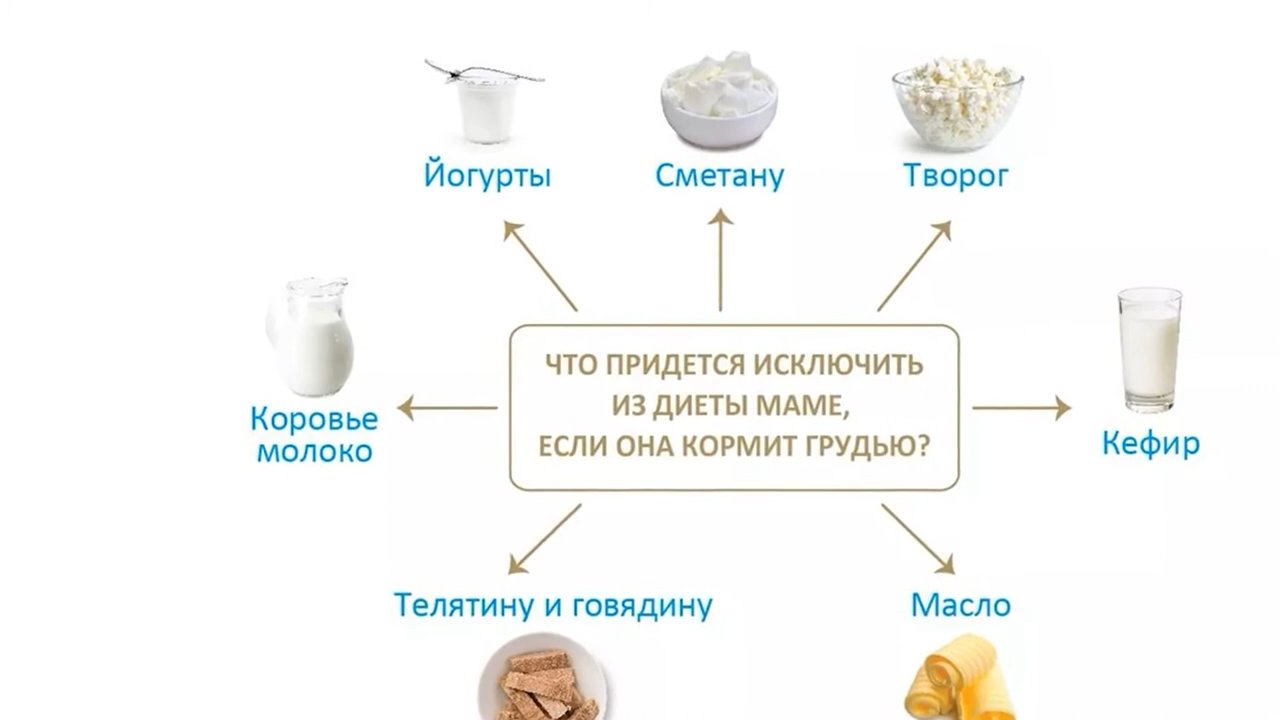 Йогурты
Сметану
Творог
Коровье
молоко
ЧТО ПРИДЕТСЯ ИСКЛЮЧИТЬ
ИЗ ДИЕТЫ МАМЕ,
ЕСЛИ ОНА КОРМИТ ГРУДЬЮ?
Кефир
Телятину и говядину
Масло